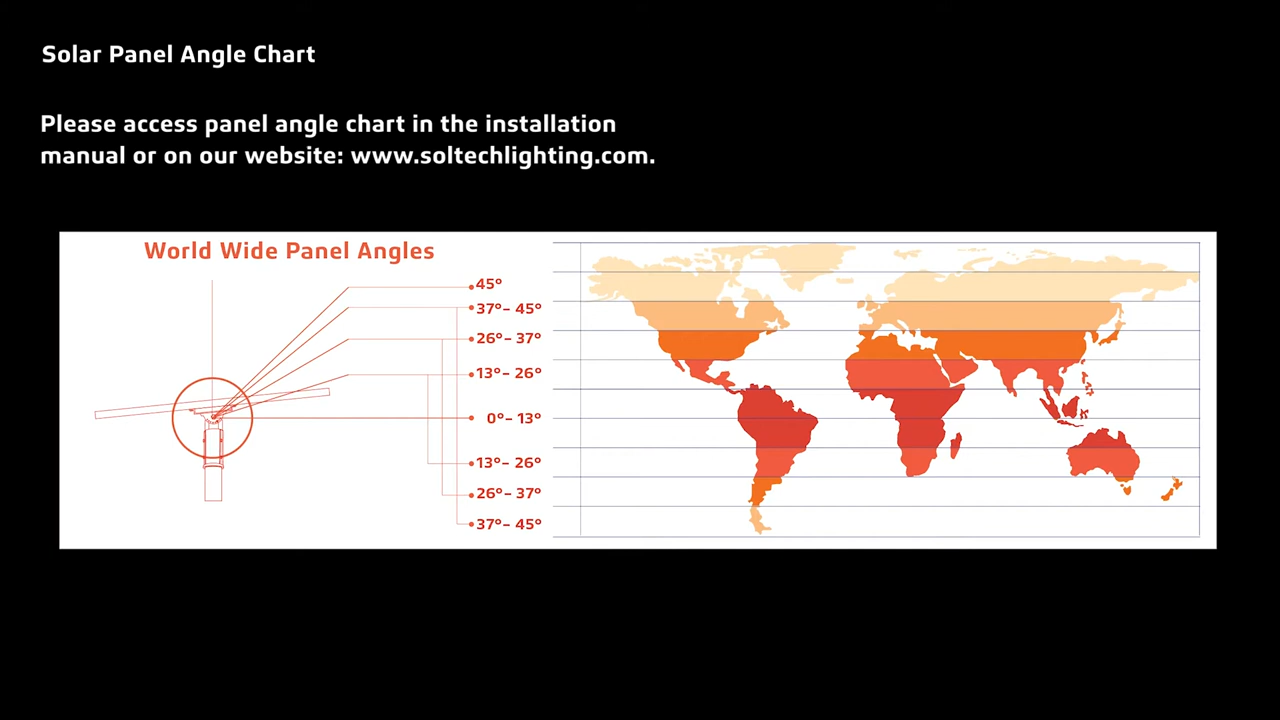 Solar Panel Angle Chart
Please access panel angle chart in the installation
manual or on our website: www.soltechlighting.com.
World Wide Panel Angles
45°
37°– 45°
26°– 37°
13°– 26°
0°– 13°
13°– 26°
26°– 37°
37°– 45°